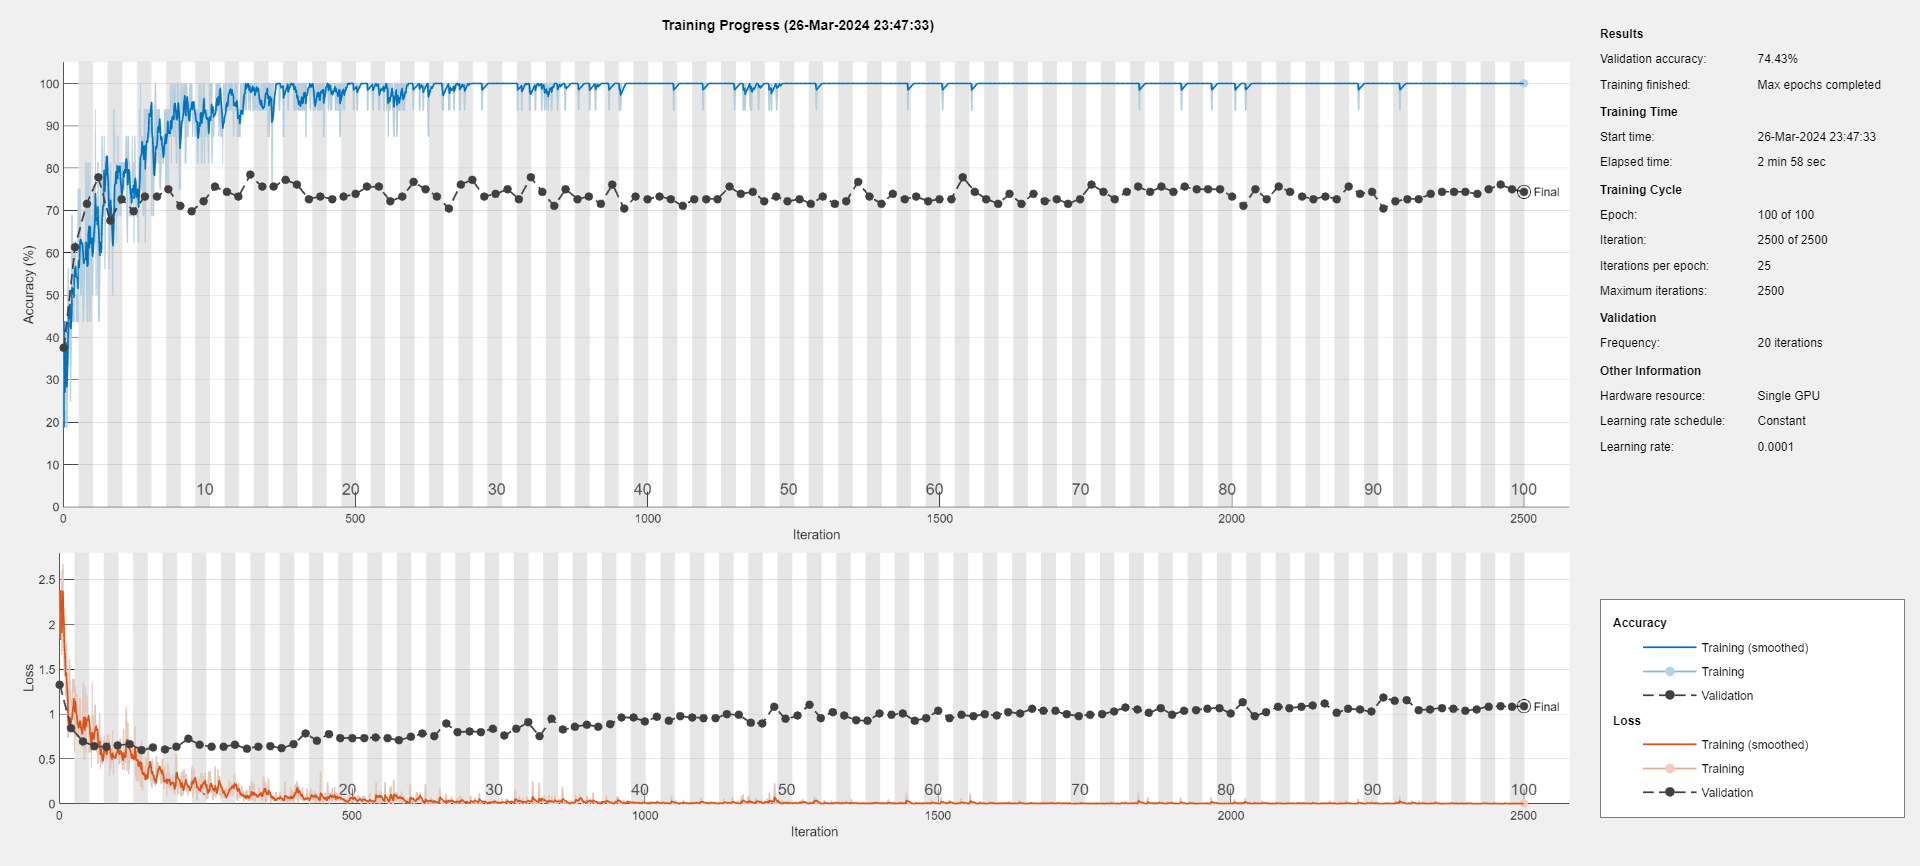 Training Progress (26-Mar-2024 23:47:33)
100
90
80
70
60
50
40
30
20
10
0
Accuracy (%)
Final
10 20 30 40 50 60 70 80 90 100
0 500 1000 1500 2000 2500
Iteration
2.5
2
1.5
1
0.5
0
Loss
Final
20 30 40 50 60 70 80 90 100
0 500 1000 1500 2000 2500
Iteration
Results
Validation accuracy: 74.43%
Training finished: Max epochs completed
Training Time
Start time: 26-Mar-2024 23:47:33
Elapsed time: 2 min 58 sec
Training Cycle
Epoch: 100 of 100
Iteration: 2500 of 2500
Iterations per epoch: 25
Maximum iterations: 2500
Validation
Frequency: 20 iterations
Other Information
Hardware resource: Single GPU
Learning rate schedule: Constant
Learning rate: 0.0001
Accuracy
Training (smoothed)
Training
Validation
Loss
Training (smoothed)
Training
Validation